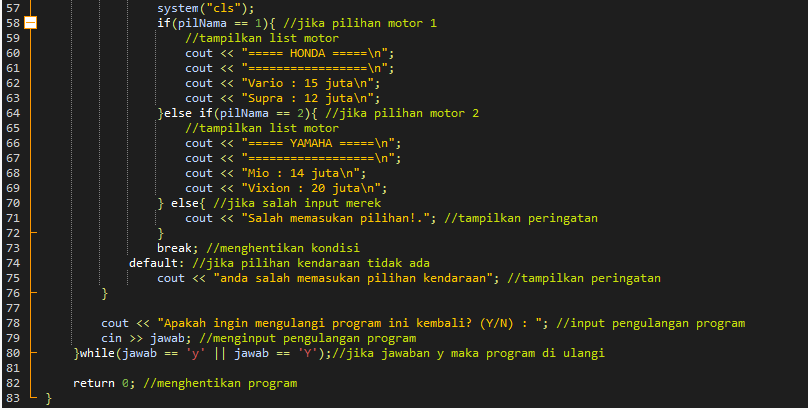 57 system("cls");
58 if(pilNama == 1){ //jika pilihan motor 1
59 //tampilkan list motor
60 cout << "===== HONDA =====\n";
61 cout << "=================\n";
62 cout << "Vario : 15 juta\n";
63 cout << "Supra : 12 juta\n";
64 }else if(pilNama == 2){ //jika pilihan motor 2
65 //tampilkan list motor
66 cout << "===== YAMAHA =====\n";
67 cout << "==================\n";
68 cout << "Mio : 14 juta\n";
69 cout << "Vixion : 20 juta\n";
70 } else{ //jika salah input merek
71 cout << "Salah memasukan pilihan!."; //tampilkan peringatan
72 }
73 break; //menghentikan kondisi
74 default: //jika pilihan kendaraan tidak ada
75 cout << "anda salah memasukan pilihan kendaraan"; //tampilkan peringatan
76 }
77
78 cout << "Apakah ingin mengulangi program ini kembali? (Y/N) : "; //input pengulangan program
79 cin >> jawab; //menginput pengulangan program
80 }while(jawab == 'y' || jawab == 'Y');//jika jawaban y maka program di ulangi
81
82 return 0; //menghentikan program
83 }